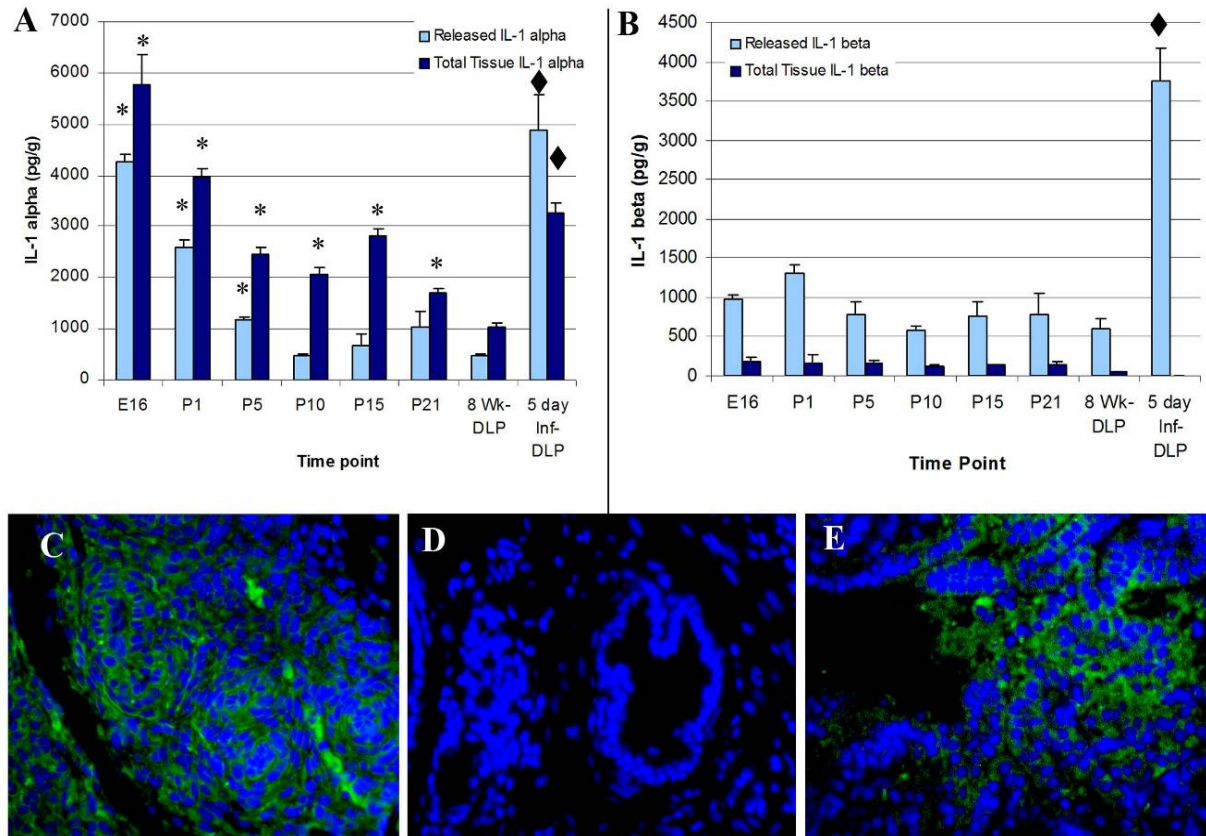 A
7000
6000
5000
4000
3000
2000
1000
0
IL-1 alpha (pg/g)
Released IL-1 alpha
Total Tissue IL-1 alpha
* * * * * * * * *
E16 P1 P5 P10 P15 P21 8 Wk- 5 day
DLP Inf-
DLP
Time point
B
4500
4000
3500
3000
2500
2000
1500
1000
500
0
IL-1 beta (pg/g)
Released IL-1 beta
Total Tissue IL-1 beta
E16 P1 P5 P10 P15 P21 8 Wk- 5 day
DLP Inf-
DLP
Time Point
C
D
E